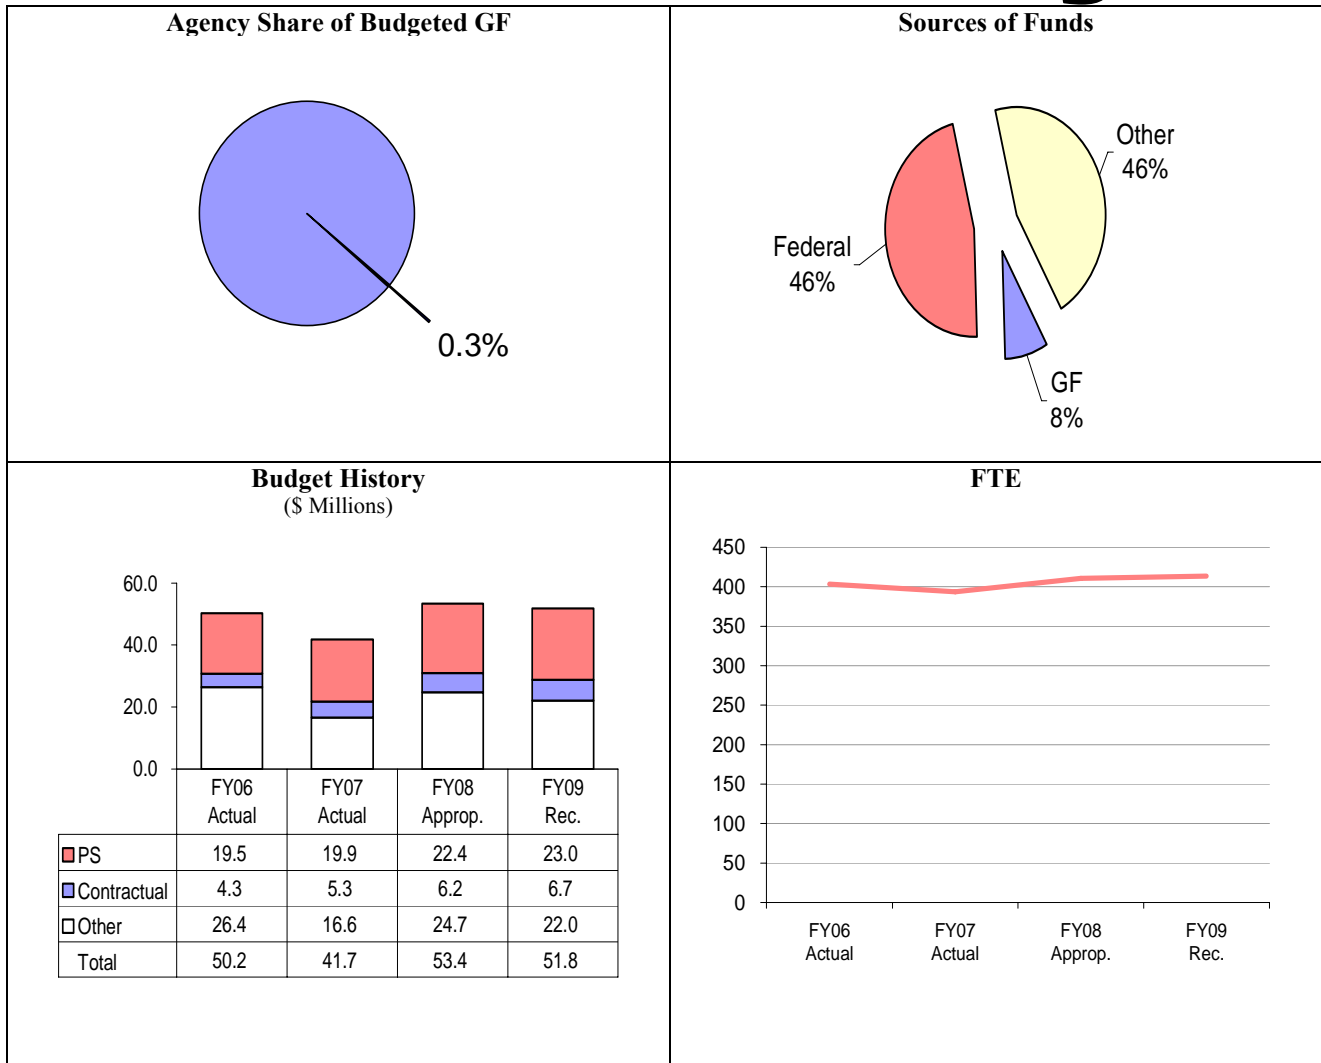 Agency Share of Budgeted GF
0.3%
Sources of Funds
Other
46%
Federal
46%
GF
8%
Budget History
($ Millions)
60.0
40.0
20.0
0.0
FY06 FY07 FY08 FY09
Actual Actual Approp. Rec.
PS 19.5 19.9 22.4 23.0
Contractual 4.3 5.3 6.2 6.7
Other 26.4 16.6 24.7 22.0
Total 50.2 41.7 53.4 51.8
FTE
450
400
350
300
250
200
150
100
50
0
FY06 FY07 FY08 FY09
Actual Actual Approp. Rec.